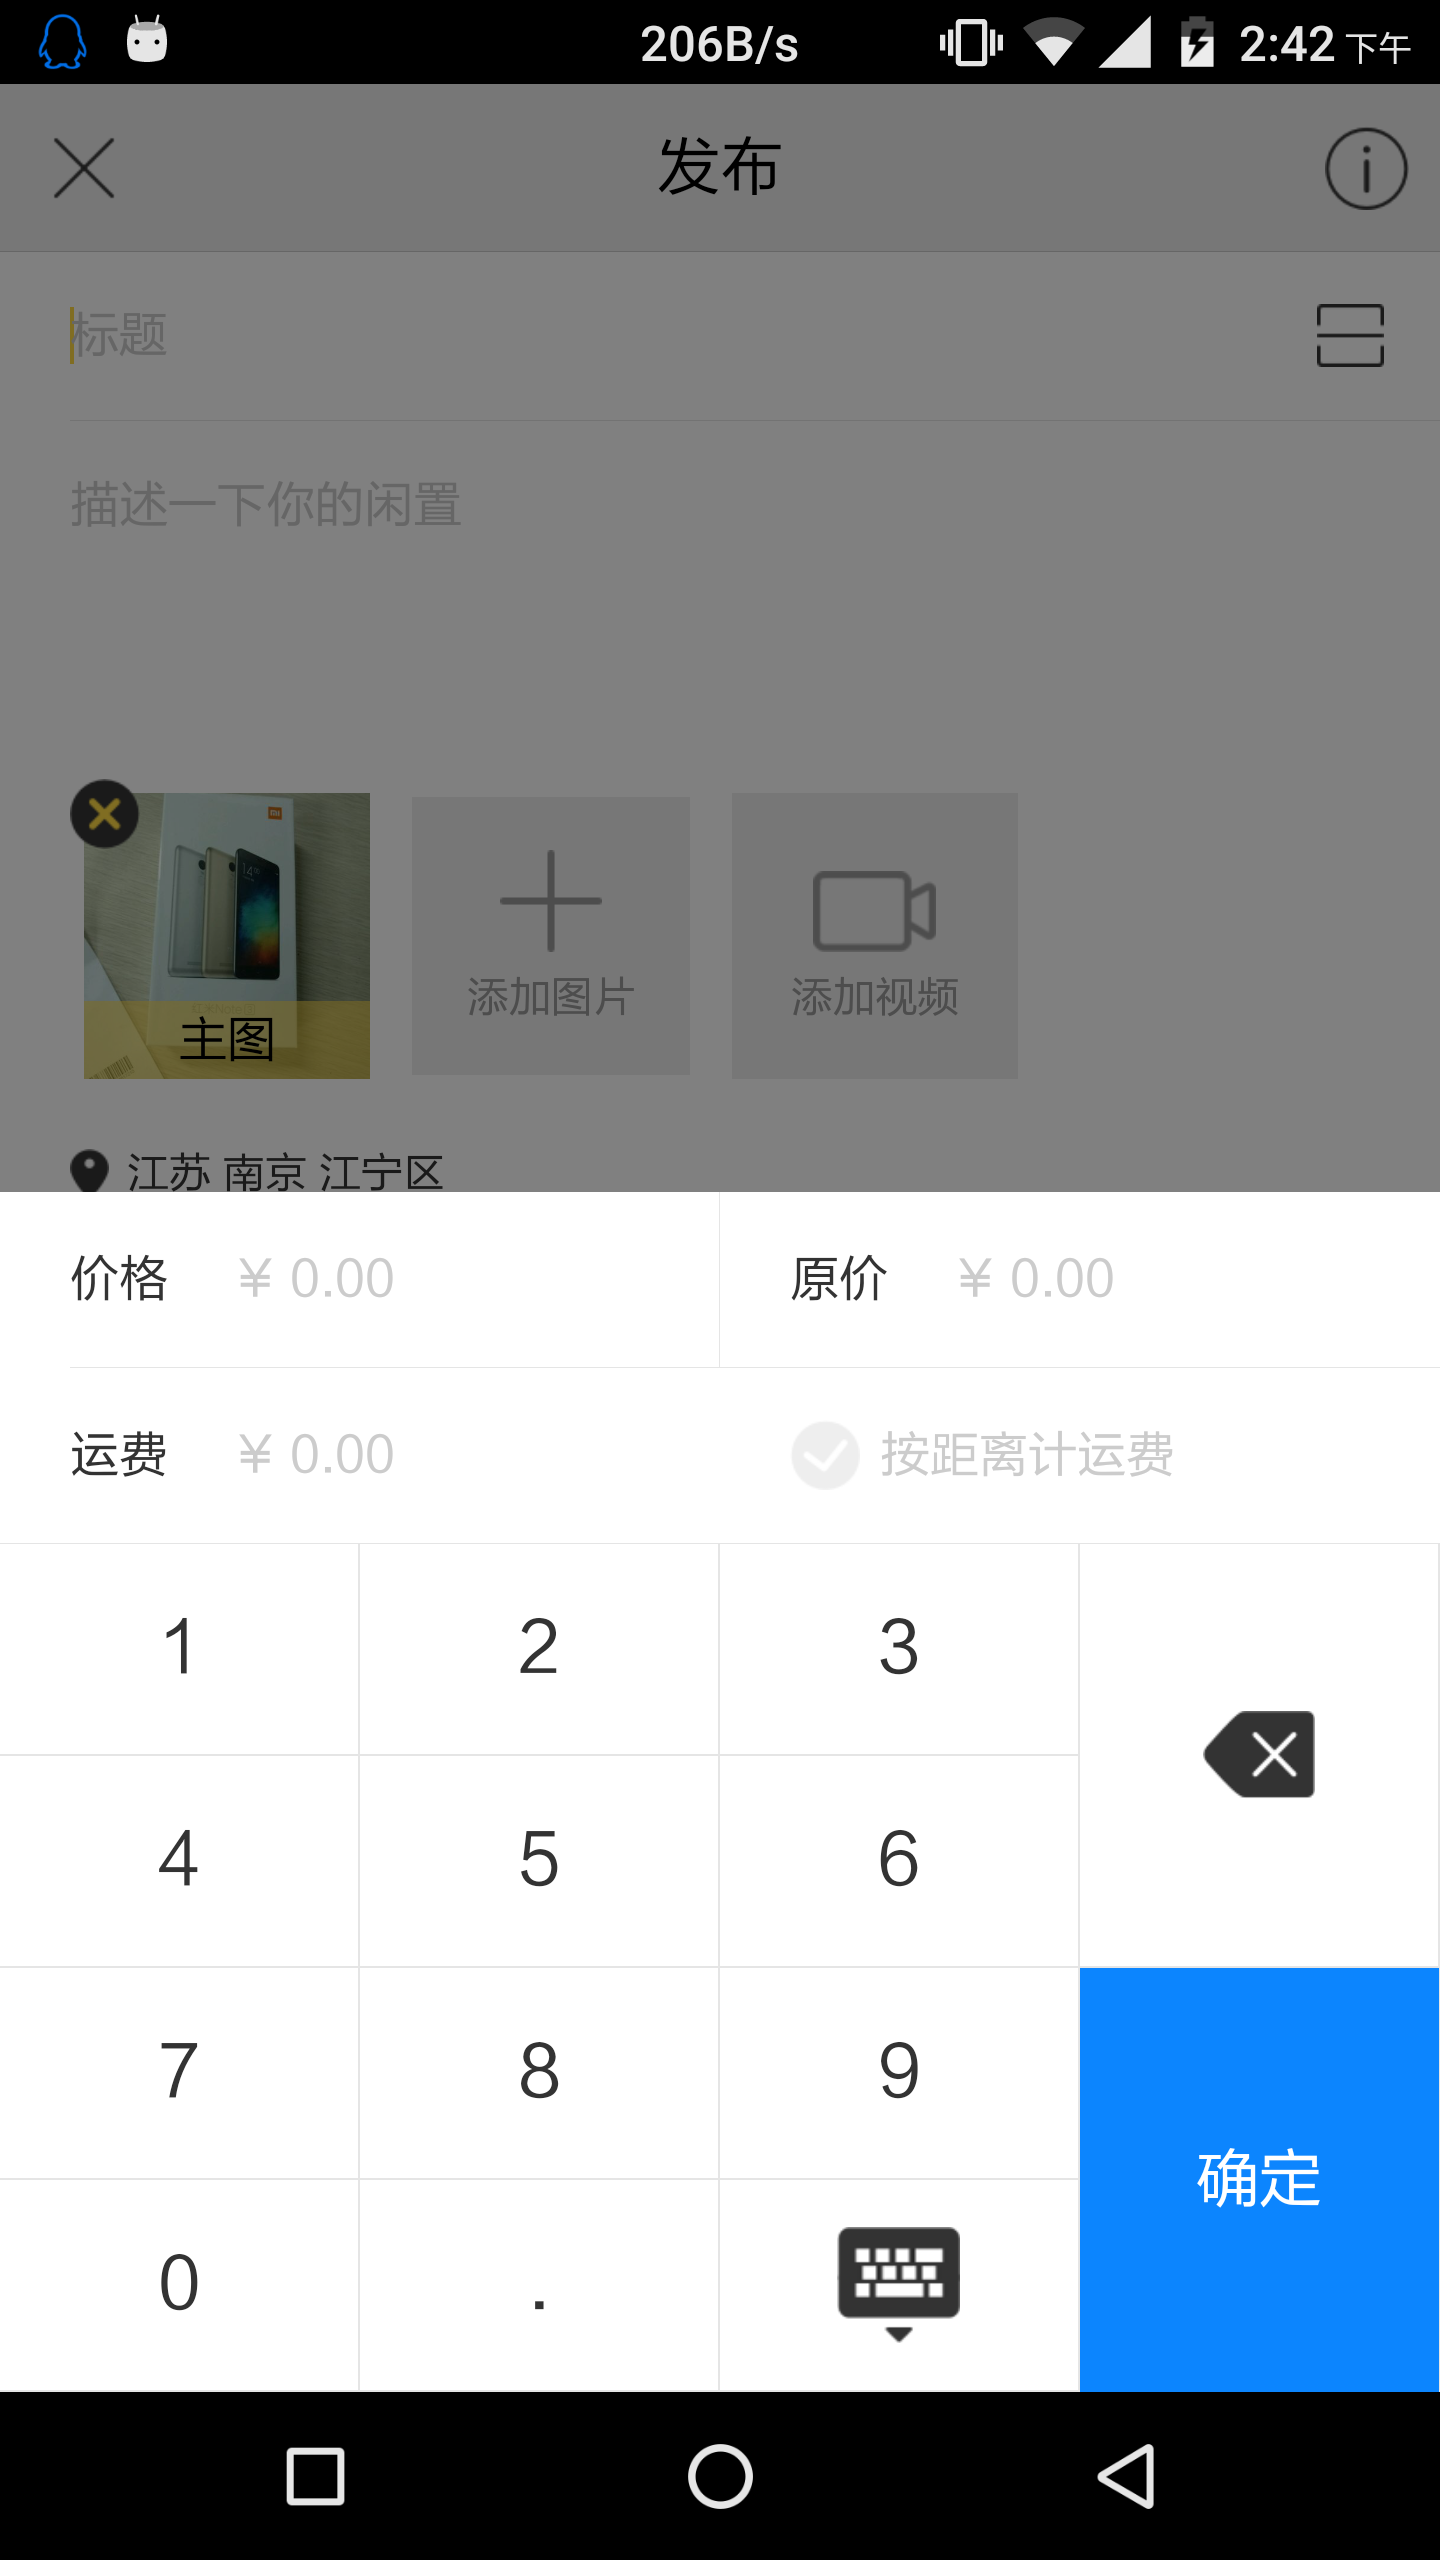 206B/s 2:42 下午
发布
标题
描述一下你的闲置
主图
添加图片
添加视频
江苏 南京 江宁区
价格 ¥ 0.00 原价 ¥ 0.00
运费 ¥ 0.00 按距离计运费
1 2 3
4 5 6
7 8 9
确定
0 .